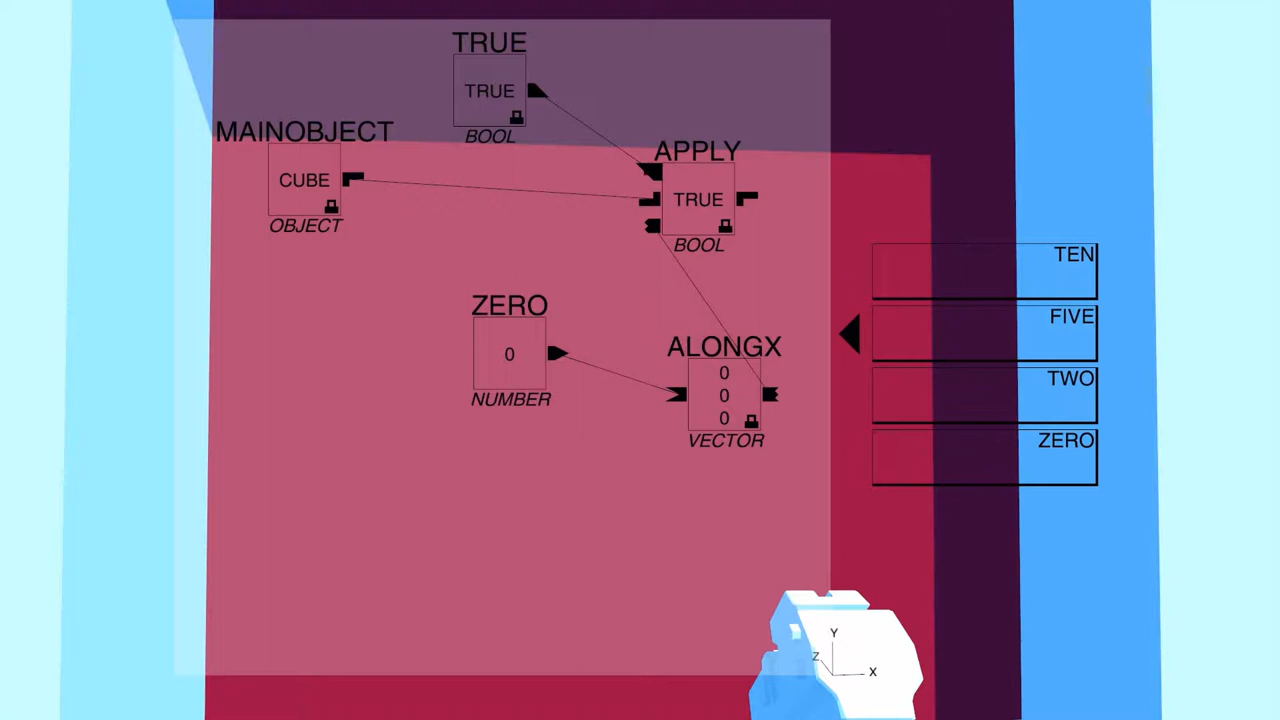 TRUE
TRUE
BOOL
MAINOBJECT
CUBE
OBJECT
APPLY
TRUE
BOOL
ZERO
0
NUMBER
ALONGX
0
0
0
VECTOR
TEN
FIVE
TWO
ZERO
Y
Z
X